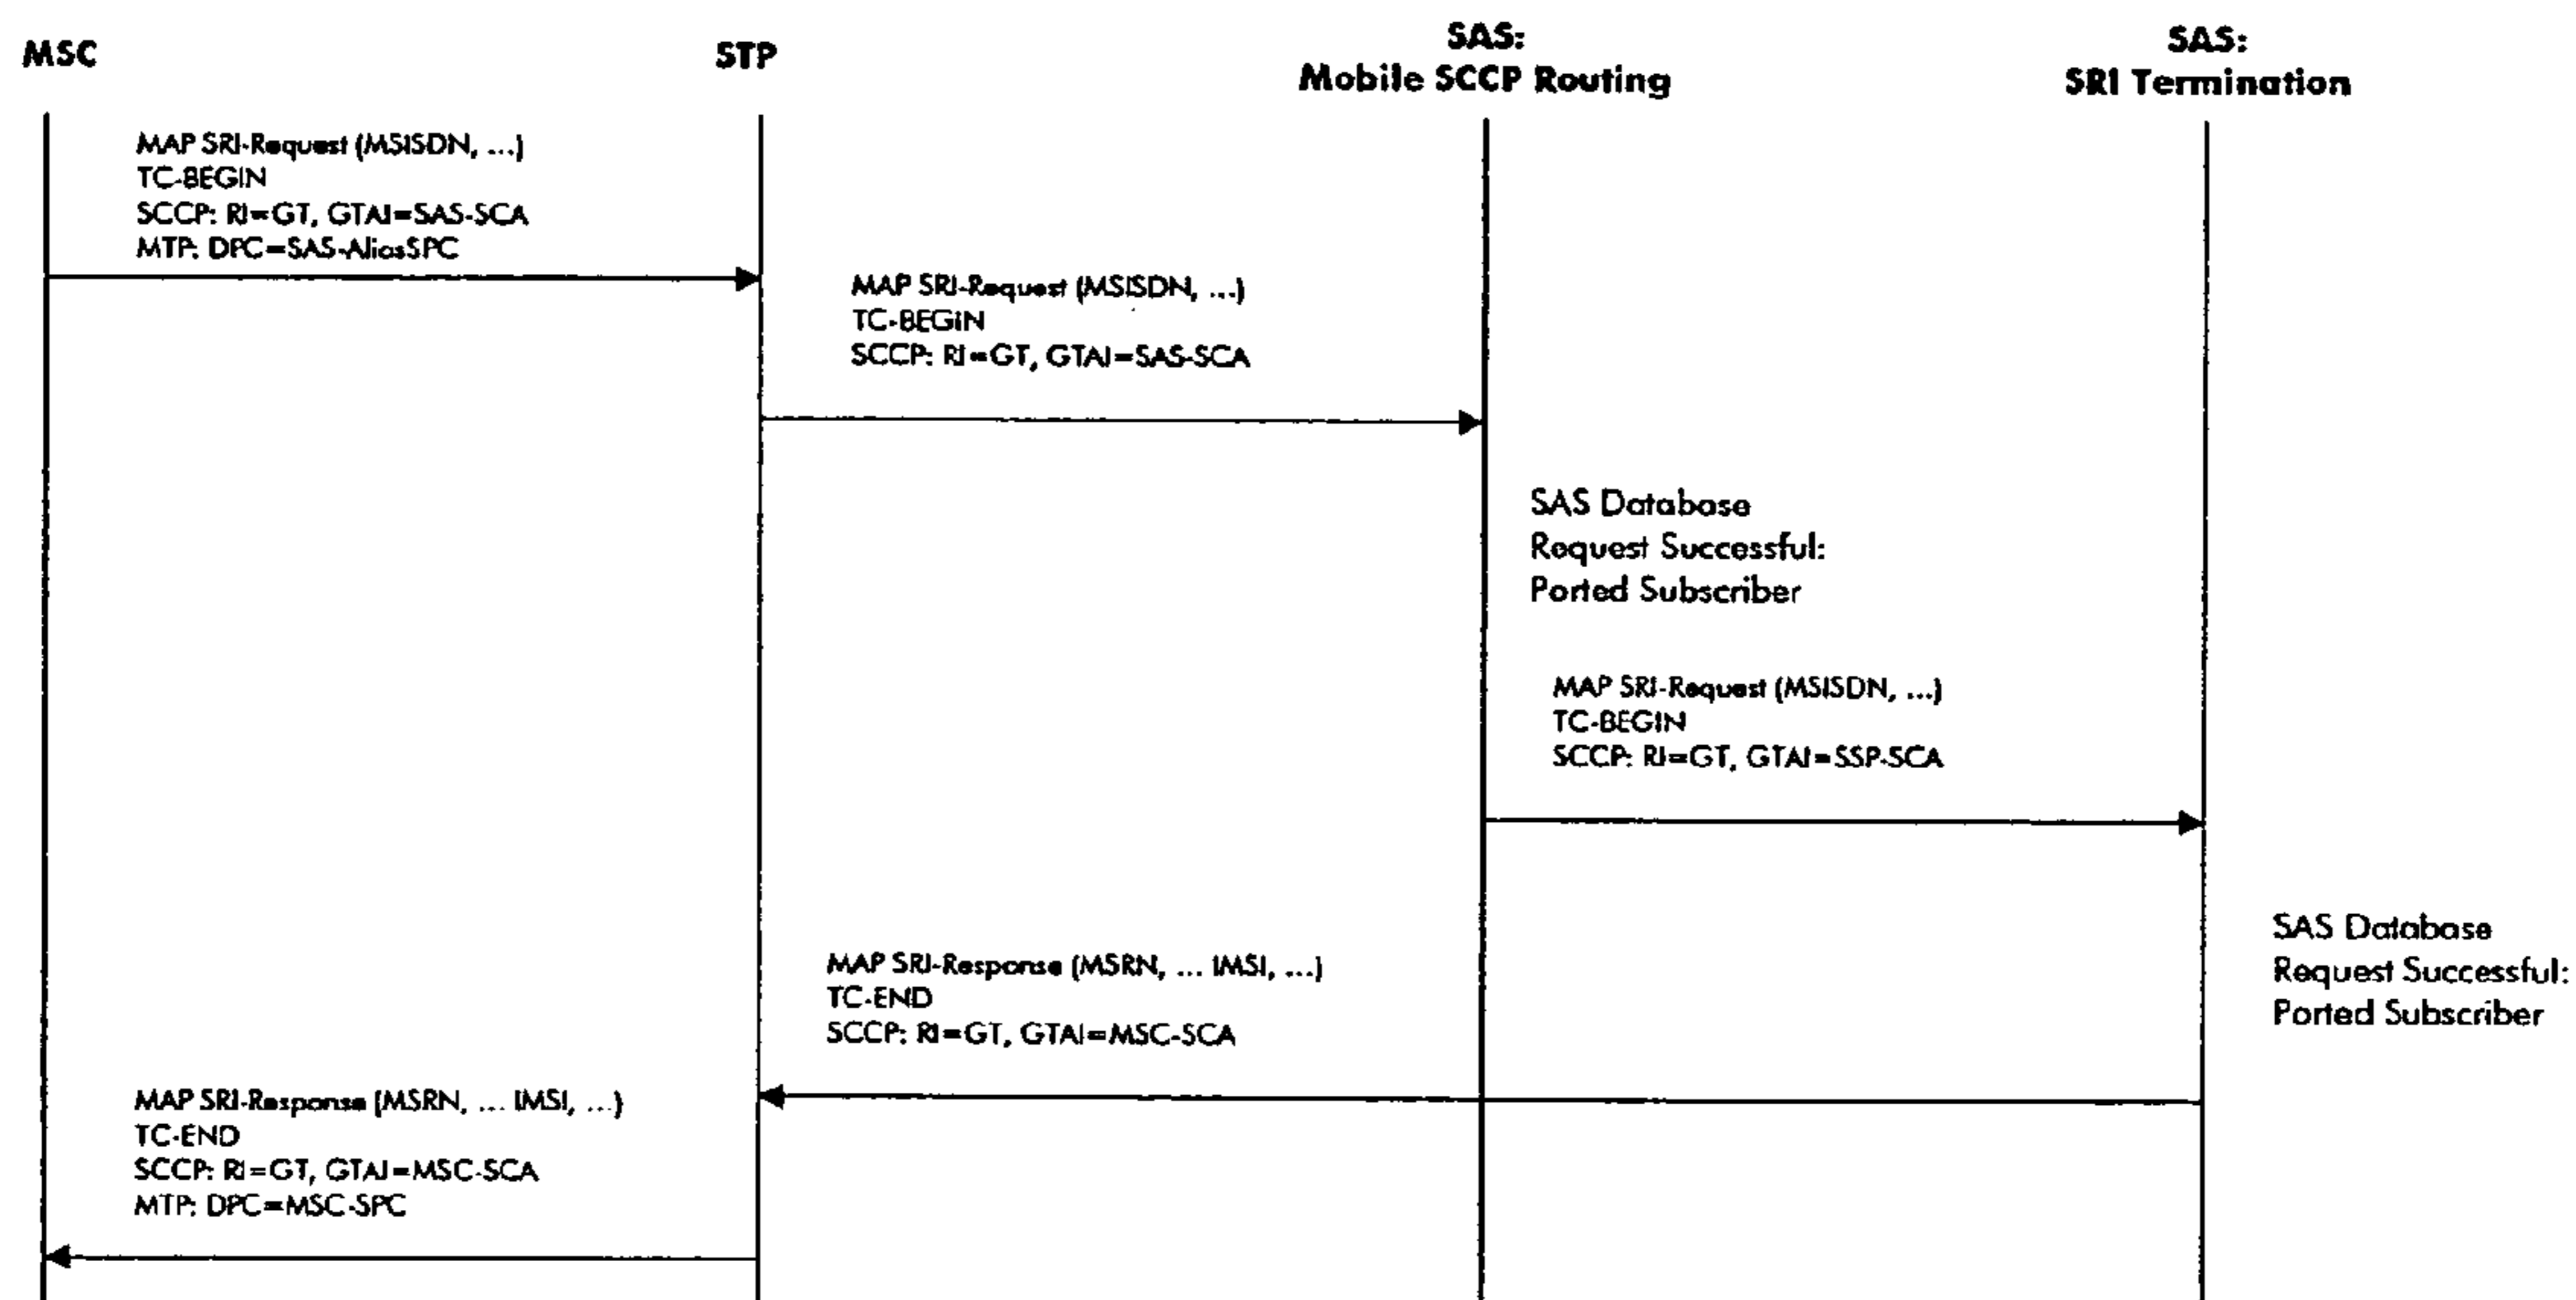 MSC
STP
SAS:
Mobile SCCP Routing
SAS:
SRI Termination
MAP SRI-Request (MSISDN, ...)
TC-BEGIN
SCCP: RI=GT, GTAI=SAS-SCA
MTP: DPC=SAS-AliasSPC
MAP SRI-Request (MSISDN, ...)
TC-BEGIN
SCCP: RI=GT, GTAI=SAS-SCA
SAS Database
Request Successful:
Ported Subscriber
MAP SRI-Request (MSISDN, ...)
TC-BEGIN
SCCP: RI=GT, GTAI=SSP-SCA
SAS Database
Request Successful:
Ported Subscriber
MAP SRI-Response (MSRN, ... IMSI, ...)
TC-END
SCCP: RI=GT, GTAI=MSC-SCA
MAP SRI-Response (MSRN, ... IMSI, ...)
TC-END
SCCP: RI=GT, GTAI=MSC-SCA
MTP: DPC=MSC-SPC